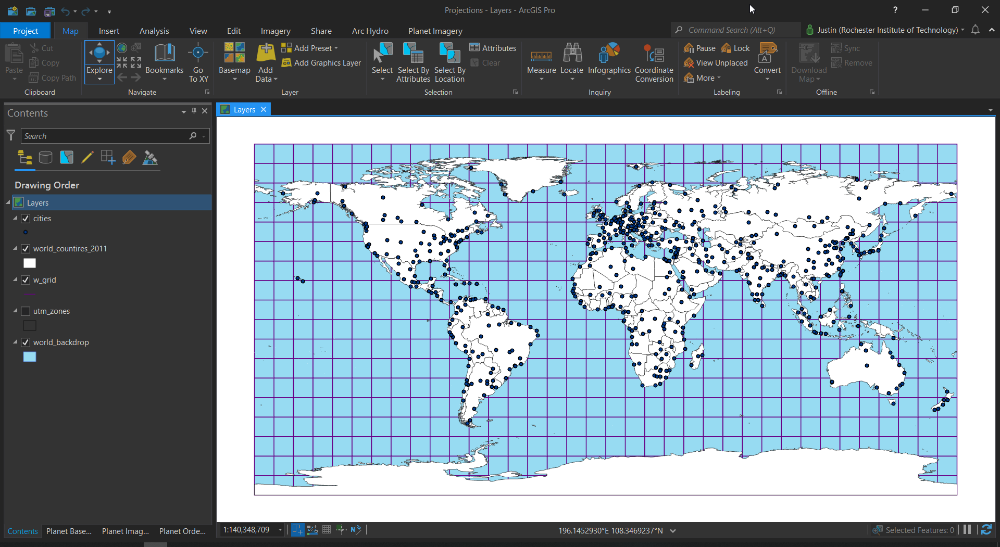 Projections - Layers - ArcGIS Pro
?
Project Map Insert Analysis View Edit Imagery Share Arc Hydro Planet Imagery
Command Search (Alt+Q)
Justin (Rochester Institute of Technology)
Paste
Cut
Copy
Copy Path
Clipboard
Explore
Bookmarks
Go
To XY
Navigate
Basemap
Add
Data
Add Preset
Add Graphics Layer
Layer
Select
Select By
Attributes
Select By
Location
Attributes
Clear
Selection
Measure
Locate
Infographics
Coordinate
Conversion
Inquiry
Pause
Lock
View Unplaced
More
Convert
Labeling
Download
Map
Sync
Remove
Offline
Contents
Search
Drawing Order
Layers
cities
world_countires_2011
w_grid
utm_zones
world_backdrop
Contents Planet Base... Planet Imag... Planet Orde...
Layers
1:140,348,709
196.1452930°E 108.3469237°N
Selected Features: 0